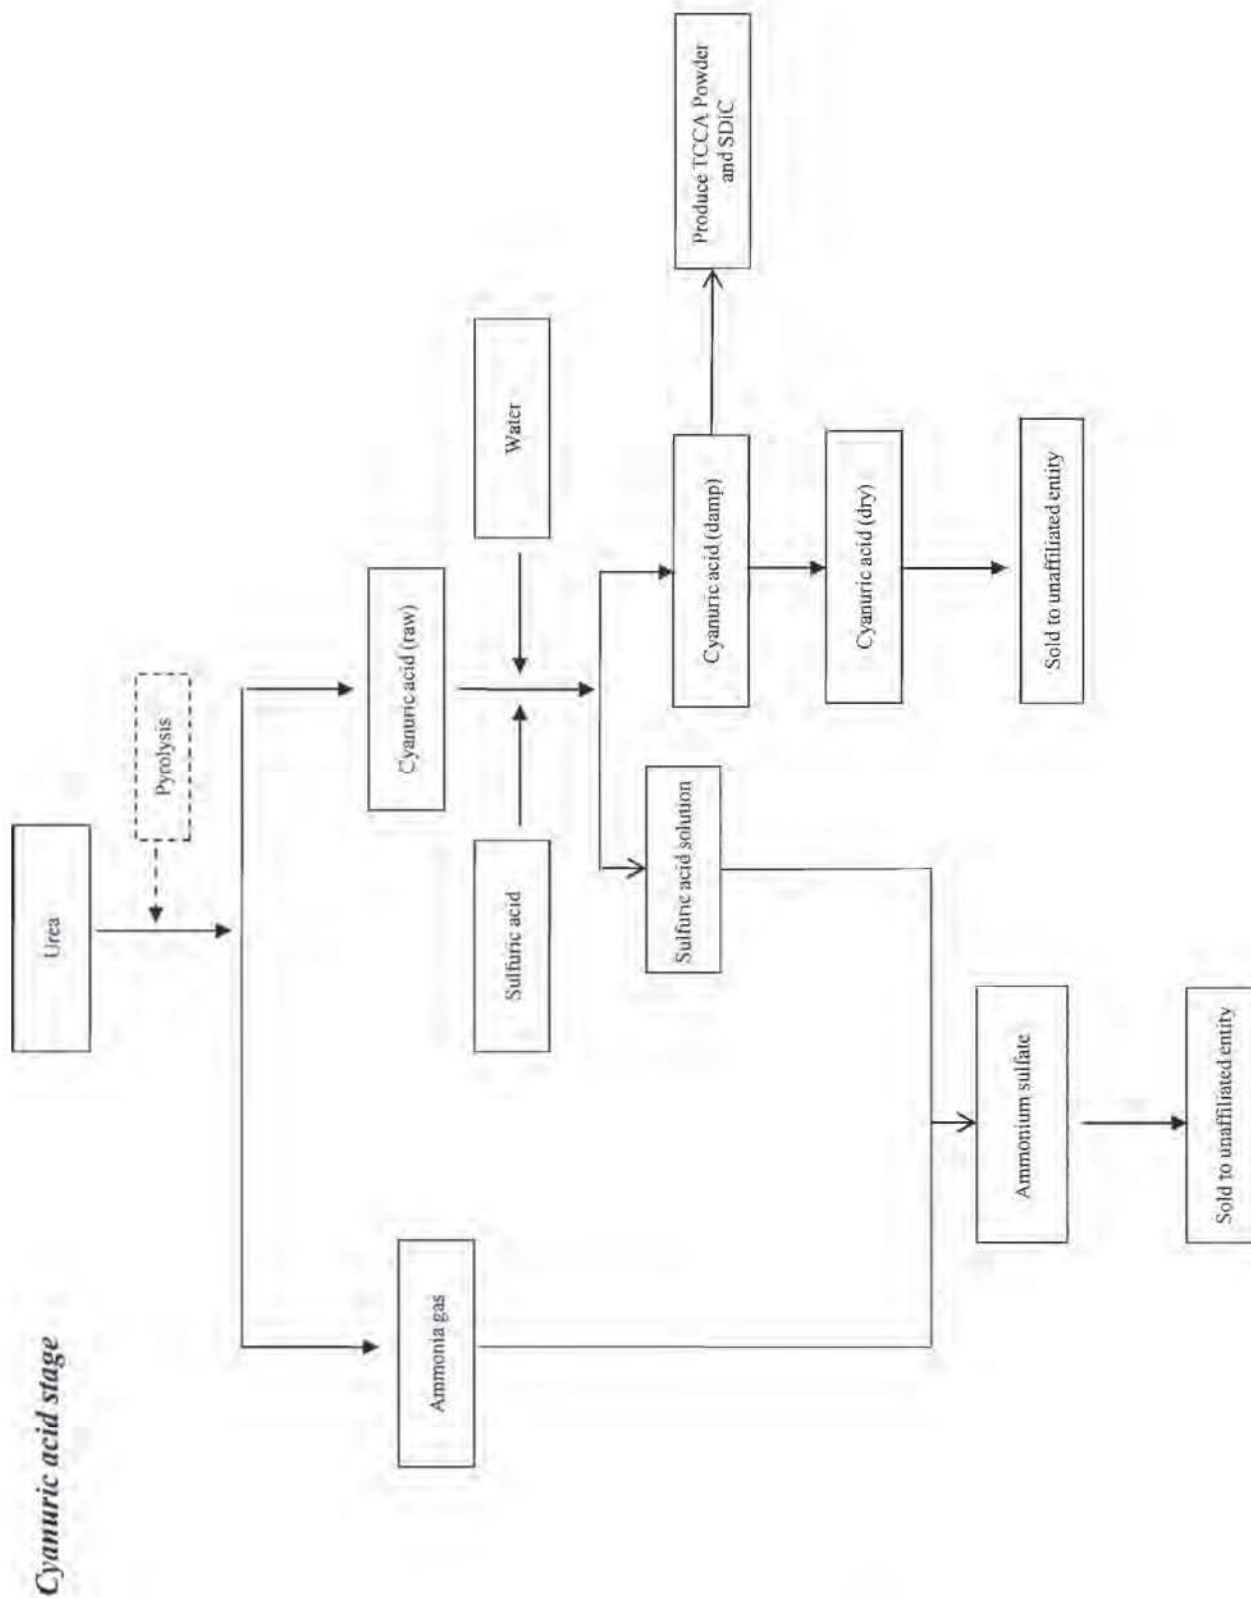 Cyanuric acid stage
Urea
Pyrolysis
Ammonia gas
Cyanuric acid (raw)
Sulfuric acid
Water
Sulfuric acid solution
Cyanuric acid (damp)
Produce TCCA Powder
and SDIC
Cyanuric acid (dry)
Ammonium sulfate
Sold to unaffiliated entity
Sold to unaffiliated entity